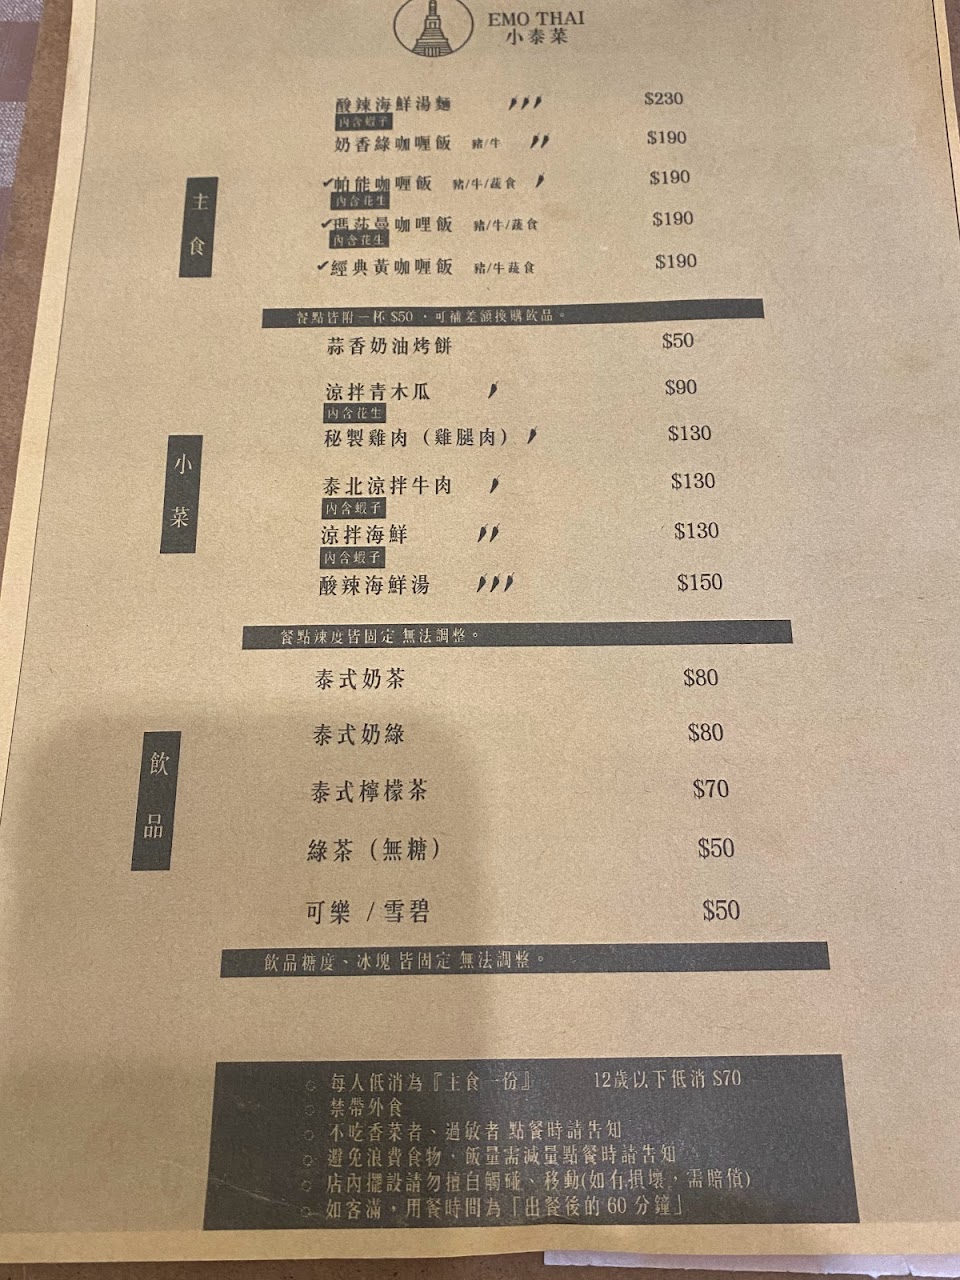 EMO THAI
小泰菜
主食
酸辣海鮮湯麵 $230
內含蝦子
奶香綠咖喱飯 豬/牛 $190
✓帕能咖喱飯 豬/牛/蔬食 $190
內含花生
✓瑪莎曼咖哩飯 豬/牛/蔬食 $190
內含花生
✓經典黃咖喱飯 豬/牛蔬食 $190
餐點皆附一杯 $50 ，可補差額換購飲品。
小菜
蒜香奶油烤餅 $50
涼拌青木瓜 $90
內含花生
秘製雞肉（雞腿肉） $130
泰北涼拌牛肉 $130
內含蝦子
涼拌海鮮 $130
內含蝦子
酸辣海鮮湯 $150
餐點辣度皆固定 無法調整。
飲品
泰式奶茶 $80
泰式奶綠 $80
泰式檸檬茶 $70
綠茶（無糖） $50
可樂 / 雪碧 $50
飲品糖度、冰塊 皆固定 無法調整。
○ 每人低消為『主食一份』 12歲以下低消 $70
○ 禁帶外食
○ 不吃香菜者、過敏者 點餐時請告知
○ 避免浪費食物、飯量需減量點餐時請告知
○ 店內擺設請勿擅自觸碰、移動(如有損壞，需賠償)
○ 如客滿，用餐時間為「出餐後的 60 分鐘」